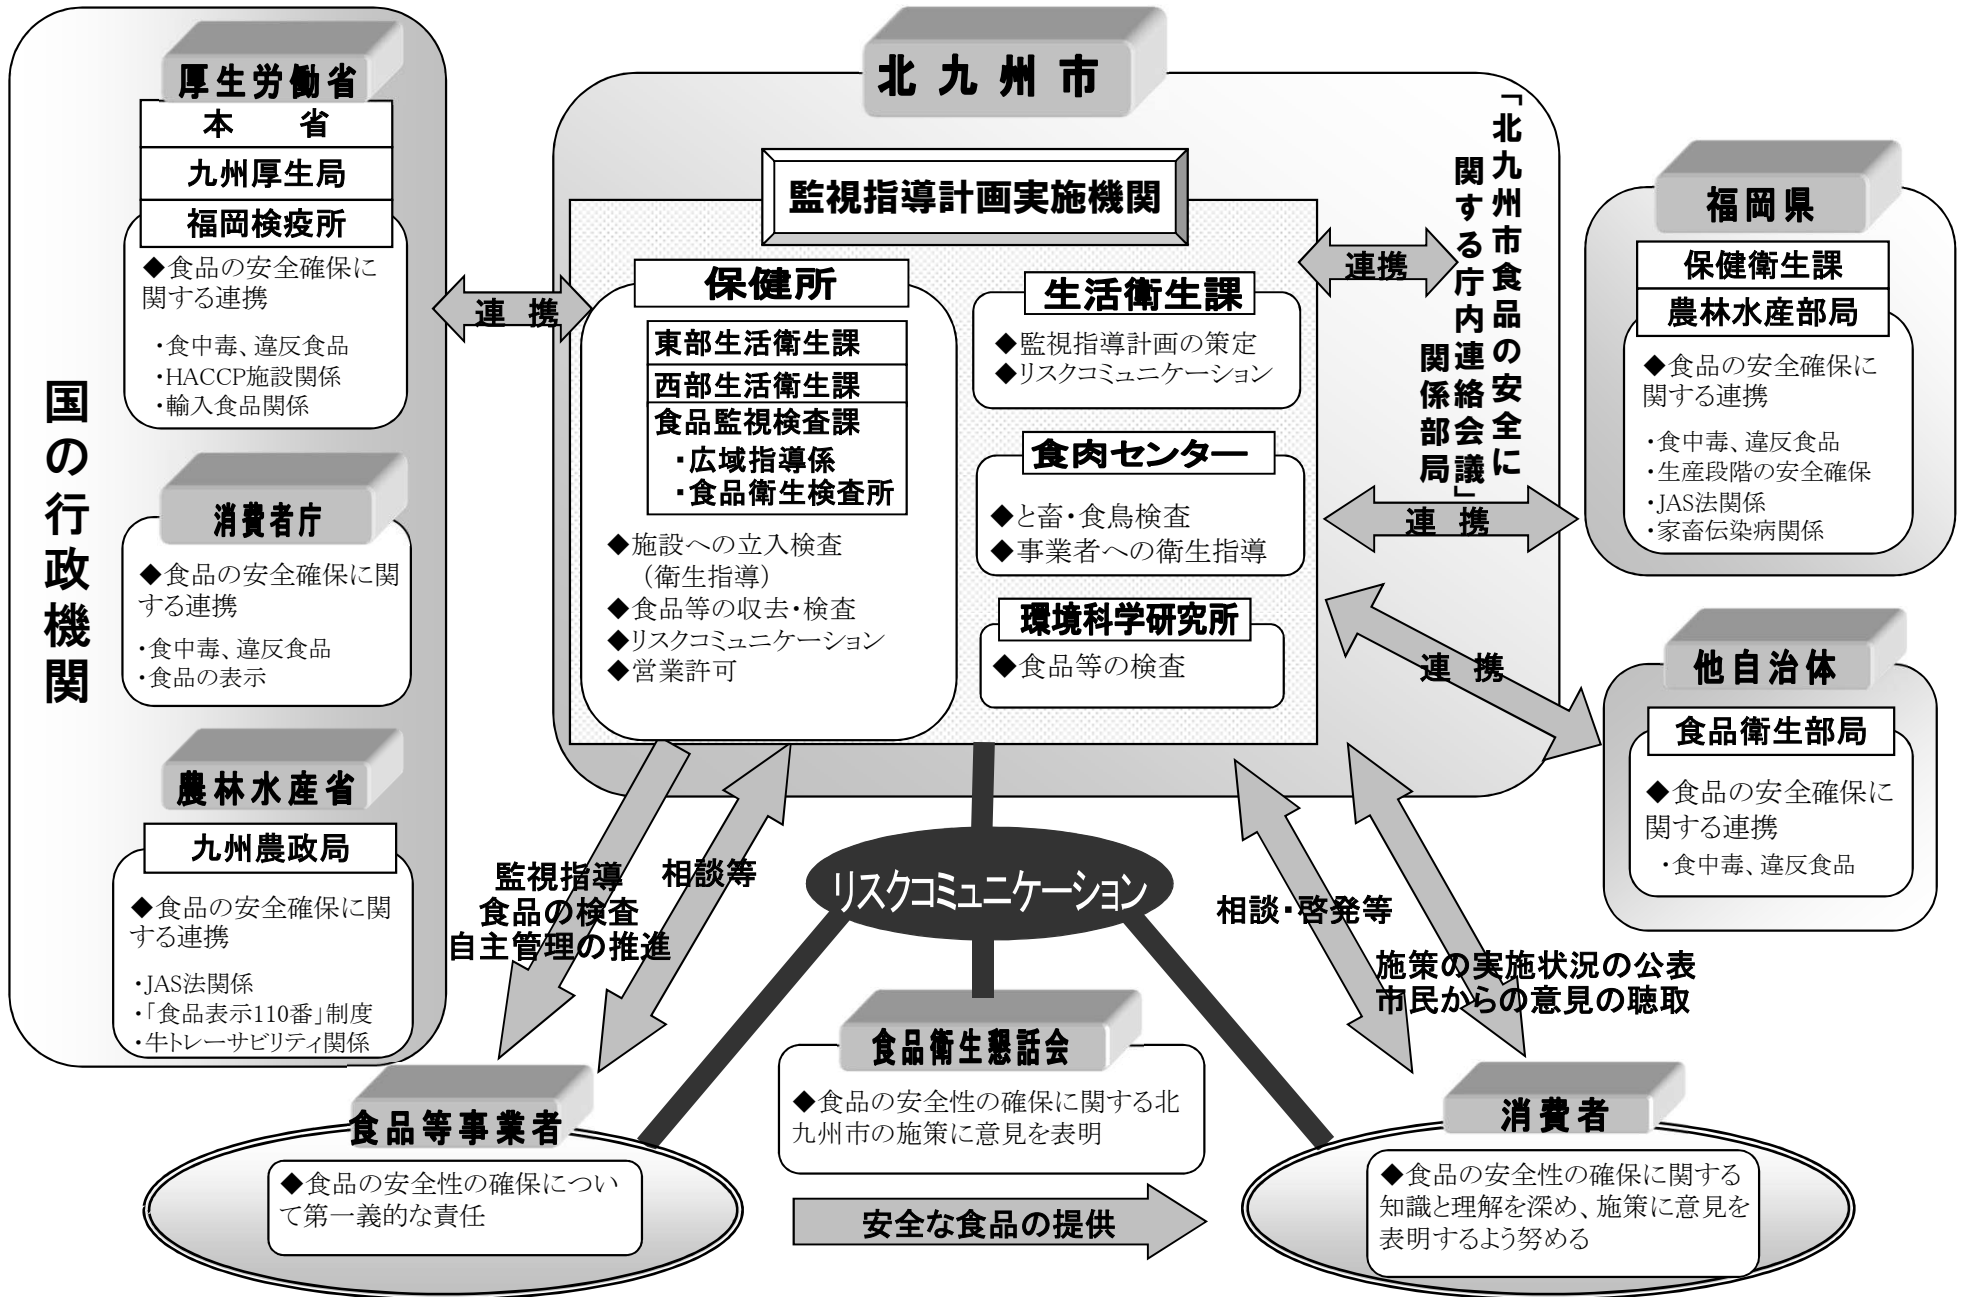 国の行政機関
厚生労働省
本　　省
九州厚生局
福岡検疫所
◆食品の安全確保に
関する連携
・食中毒、違反食品
・HACCP施設関係
・輸入食品関係
消費者庁
◆食品の安全確保に関
する連携
・食中毒、違反食品
・食品の表示
農林水産省
九州農政局
◆食品の安全確保に関
する連携
・JAS法関係
・「食品表示110番」制度
・牛トレーサビリティ関係
連　携
北九州市
監視指導計画実施機関
保健所
東部生活衛生課
西部生活衛生課
食品監視検査課
・広域指導係
・食品衛生検査所
◆施設への立入検査
（衛生指導）
◆食品等の収去・検査
◆リスクコミュニケーション
◆営業許可
生活衛生課
◆監視指導計画の策定
◆リスクコミュニケーション
食肉センター
◆と畜・食鳥検査
◆事業者への衛生指導
環境科学研究所
◆食品等の検査
連携
「北九州市食品の安全に
関する庁内連絡会議」
関係部局
連　携
連　携
福岡県
保健衛生課
農林水産部局
◆食品の安全確保に
関する連携
・食中毒、違反食品
・生産段階の安全確保
・JAS法関係
・家畜伝染病関係
他自治体
食品衛生部局
◆食品の安全確保に
関する連携
・食中毒、違反食品
監視指導
食品の検査
自主管理の推進
相談等
リスクコミュニケーション
相談・啓発等
施策の実施状況の公表
市民からの意見の聴取
食品衛生懇話会
◆食品の安全性の確保に関する北
九州市の施策に意見を表明
食品等事業者
◆食品の安全性の確保につい
て第一義的な責任
安全な食品の提供
消費者
◆食品の安全性の確保に関する
知識と理解を深め、施策に意見を
表明するよう努める